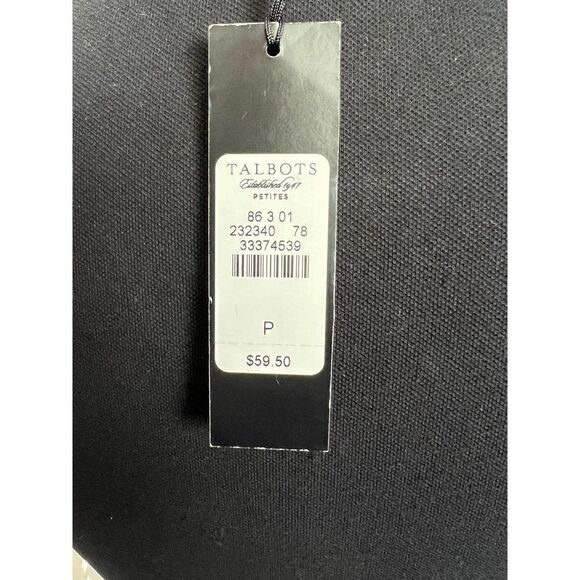 TALBOTS
Established 1947
PETITES
86 3 01
232340 78
33374539
P
$59.50